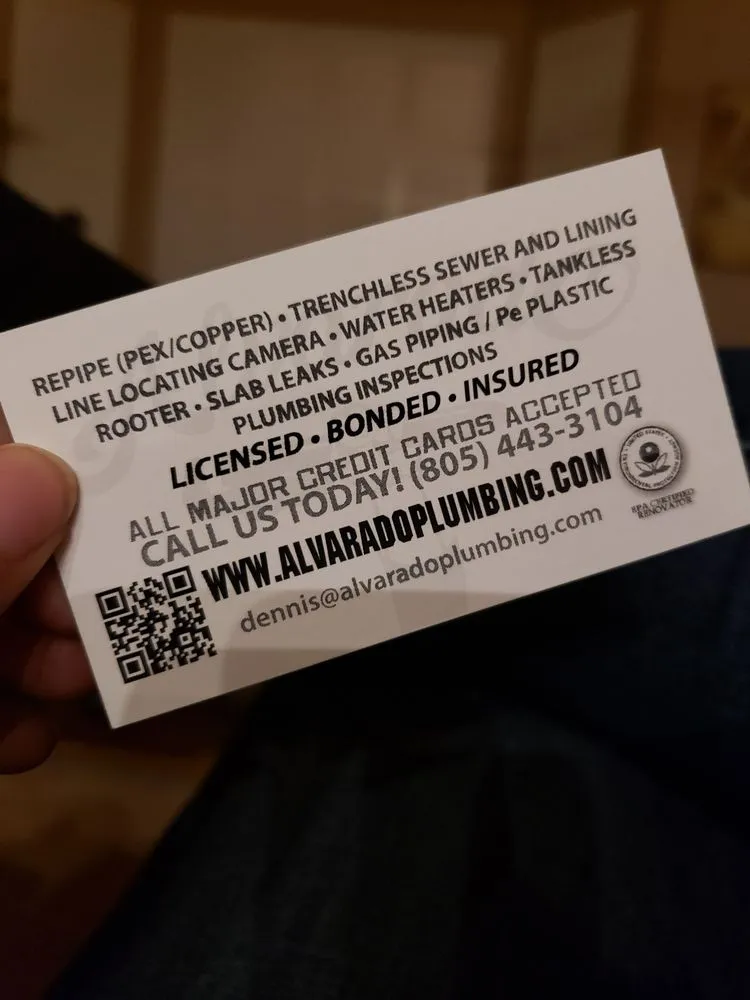 REPIPE (PEX/COPPER) • TRENCHLESS SEWER AND LINING
LINE LOCATING CAMERA • WATER HEATERS • TANKLESS
ROOTER • SLAB LEAKS • GAS PIPING / Pe PLASTIC
PLUMBING INSPECTIONS
LICENSED • BONDED • INSURED
ALL MAJOR CREDIT CARDS ACCEPTED
CALL US TODAY! (805) 443-3104
WWW.ALVARADOPLUMBING.COM
dennis@alvaradoplumbing.com
EPA CERTIFIED
RENOVATOR